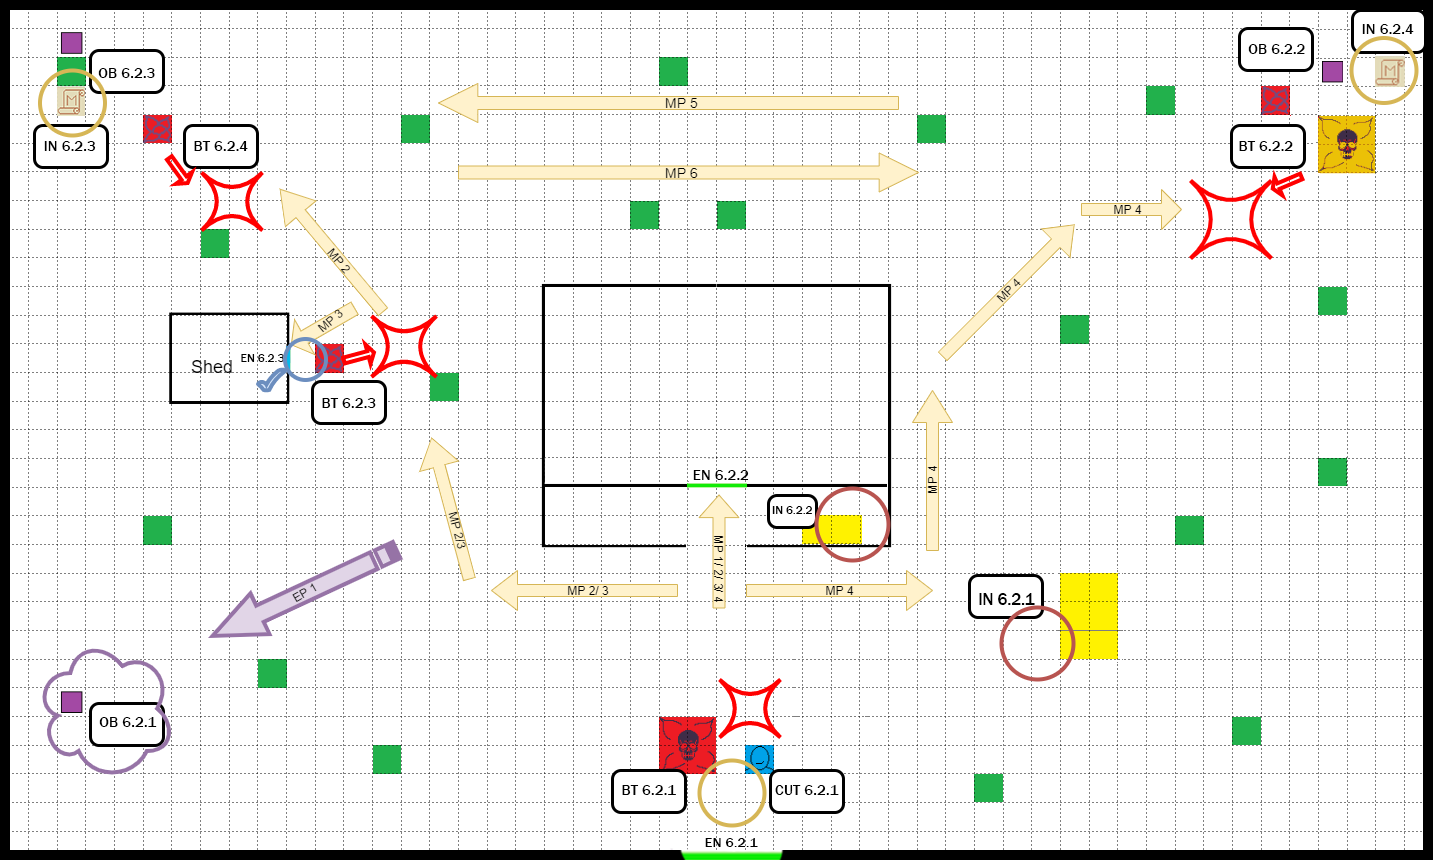 IN 6.2.4
OB 6.2.2
OB 6.2.3
M
M
MP 5
IN 6.2.3
BT 6.2.4
BT 6.2.2
MP 6
MP 4
MP 2
MP 4
MP 3
EN 6.2.3
Shed
BT 6.2.3
EN 6.2.2
MP 4
IN 6.2.2
MP 2/3
MP 1/ 2/ 3/ 4
EP 1
MP 2/ 3
MP 4
IN 6.2.1
OB 6.2.1
BT 6.2.1
CUT 6.2.1
EN 6.2.1